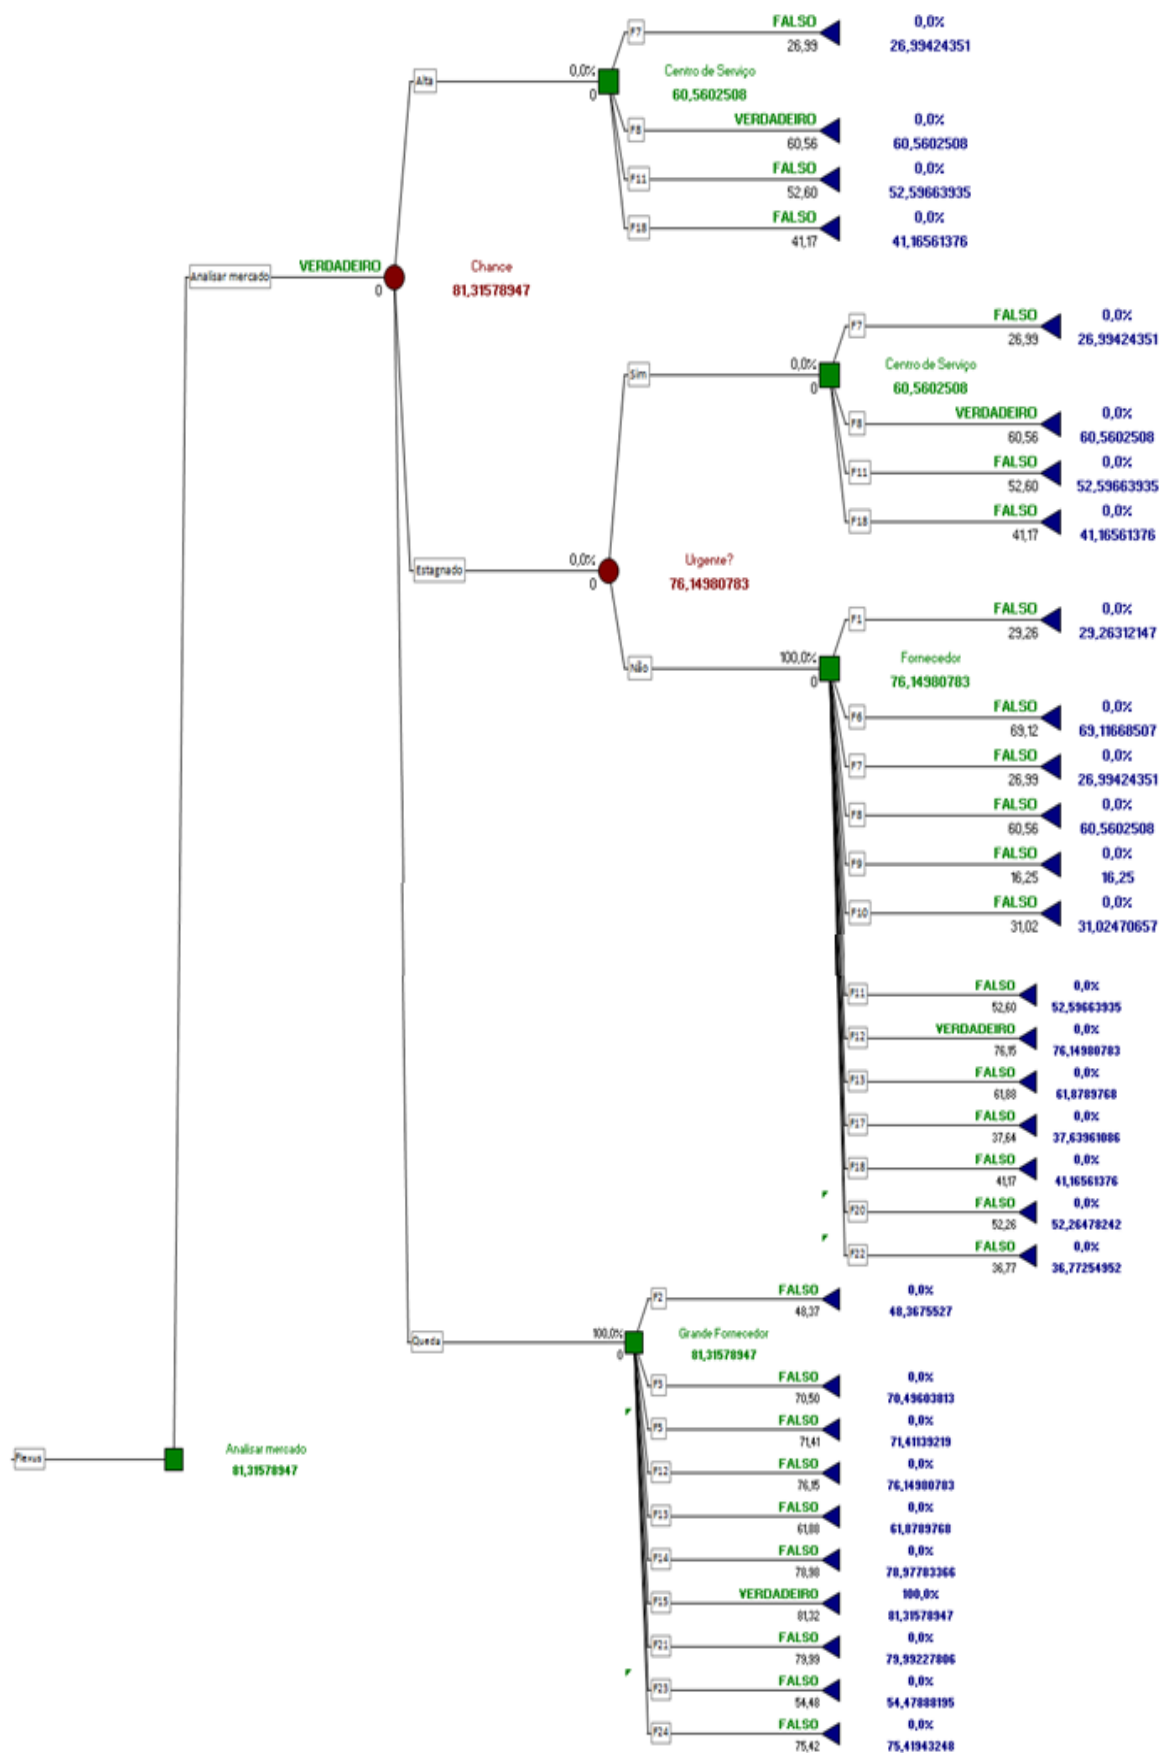 FALSO 0,0%
F7
26,99 26,99424351
Alta 0,0% Centro de Serviço
0 60,5602508
VERDADEIRO 0,0%
F8
60,56 60,5602508
FALSO 0,0%
F11
52,60 52,59663935
FALSO 0,0%
F18
41,17 41,16561376
Analisar mercado VERDADEIRO Chance
0 81,31578947
FALSO 0,0%
F7
26,99 26,99424351
Sim 0,0% Centro de Serviço
0 60,5602508
VERDADEIRO 0,0%
F8
60,56 60,5602508
FALSO 0,0%
F11
52,60 52,59663935
FALSO 0,0%
F18
41,17 41,16561376
Estagnado 0,0% Urgente?
0 76,14980783
FALSO 0,0%
F1
29,26 29,26312147
Não 100,0% Fornecedor
0 76,14980783
FALSO 0,0%
F6
69,12 69,11668507
FALSO 0,0%
F7
26,99 26,99424351
FALSO 0,0%
F8
60,56 60,5602508
FALSO 0,0%
F9
16,25 16,25
FALSO 0,0%
F10
31,02 31,02470657
FALSO 0,0%
F11
52,60 52,59663935
VERDADEIRO 0,0%
F12
76,15 76,14980783
FALSO 0,0%
F13
61,88 61,8789768
FALSO 0,0%
F17
37,64 37,63961086
FALSO 0,0%
F18
41,17 41,16561376
FALSO 0,0%
F20
52,26 52,26478242
FALSO 0,0%
F22
36,77 36,77254952
FALSO 0,0%
F2
48,37 48,3675527
Queda 100,0% Grande Fornecedor
0 81,31578947
FALSO 0,0%
F3
70,50 70,49603813
FALSO 0,0%
F5
71,41 71,41139219
Plexus Analisar mercado
81,31578947
FALSO 0,0%
F12
76,15 76,14980783
FALSO 0,0%
F13
61,88 61,8789768
FALSO 0,0%
F14
78,98 78,97783366
VERDADEIRO 100,0%
F15
81,32 81,31578947
FALSO 0,0%
F21
79,99 79,99227806
FALSO 0,0%
F23
54,48 54,47888195
FALSO 0,0%
F24
75,42 75,41943248